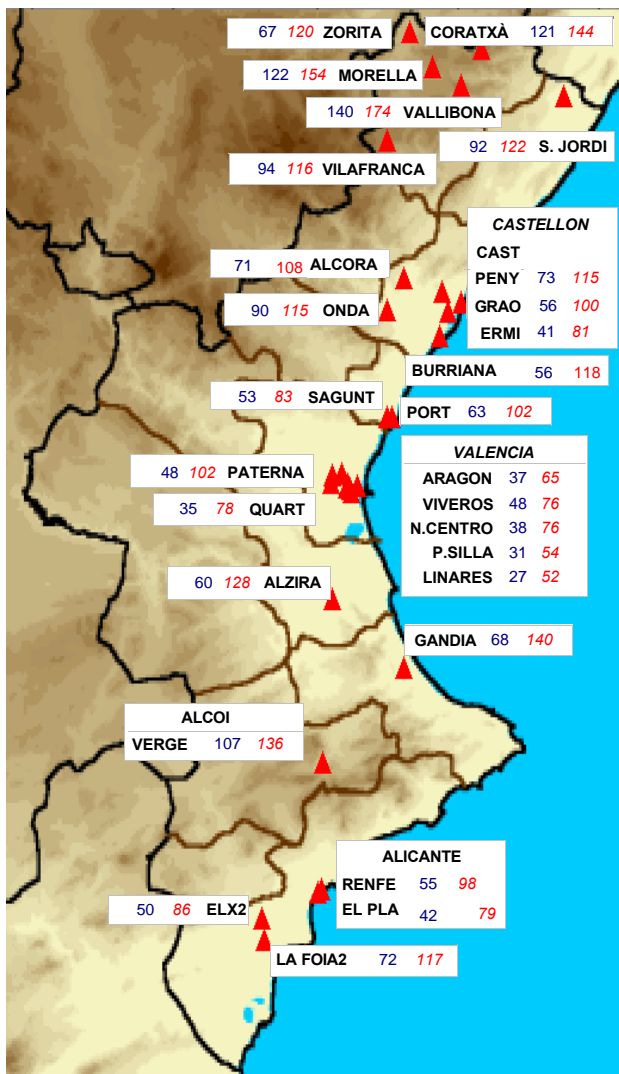 67 120 ZORITA
CORATXÀ 121 144
122 154 MORELLA
140 174 VALLIBONA
92 122 S. JORDI
94 116 VILAFRANCA
CASTELLON
CAST
PENY 73 115
GRAO 56 100
ERMI 41 81
71 108 ALCORA
90 115 ONDA
BURRIANA 56 118
53 83 SAGUNT
PORT 63 102
VALENCIA
ARAGON 37 65
VIVEROS 48 76
N.CENTRO 38 76
P.SILLA 31 54
LINARES 27 52
48 102 PATERNA
35 78 QUART
60 128 ALZIRA
GANDIA 68 140
ALCOI
VERGE 107 136
ALICANTE
RENFE 55 98
EL PLA 42 79
50 86 ELX2
LA FOIA2 72 117